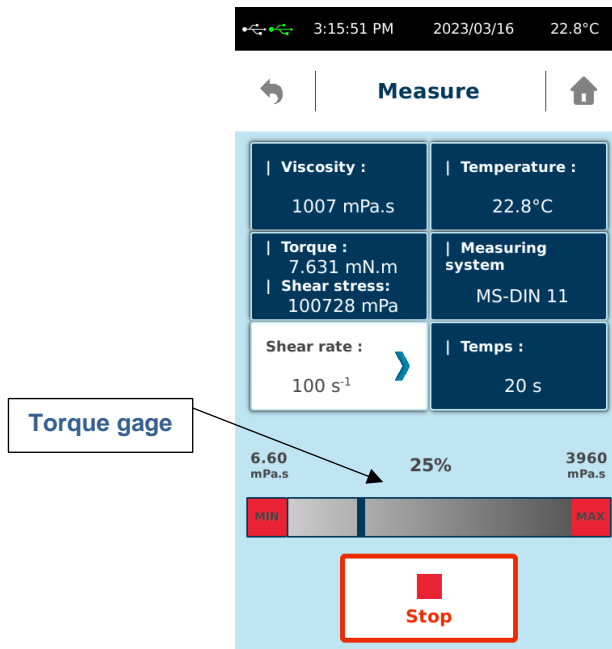 3:15:51 PM 2023/03/16 22.8°C
Measure
| Viscosity :
1007 mPa.s
| Temperature :
22.8°C
| Torque :
7.631 mN.m
| Shear stress:
100728 mPa
| Measuring
system
MS-DIN 11
Shear rate :
100 s⁻¹
| Temps :
20 s
Torque gage
6.60
mPa.s
25%
3960
mPa.s
MIN
MAX
Stop